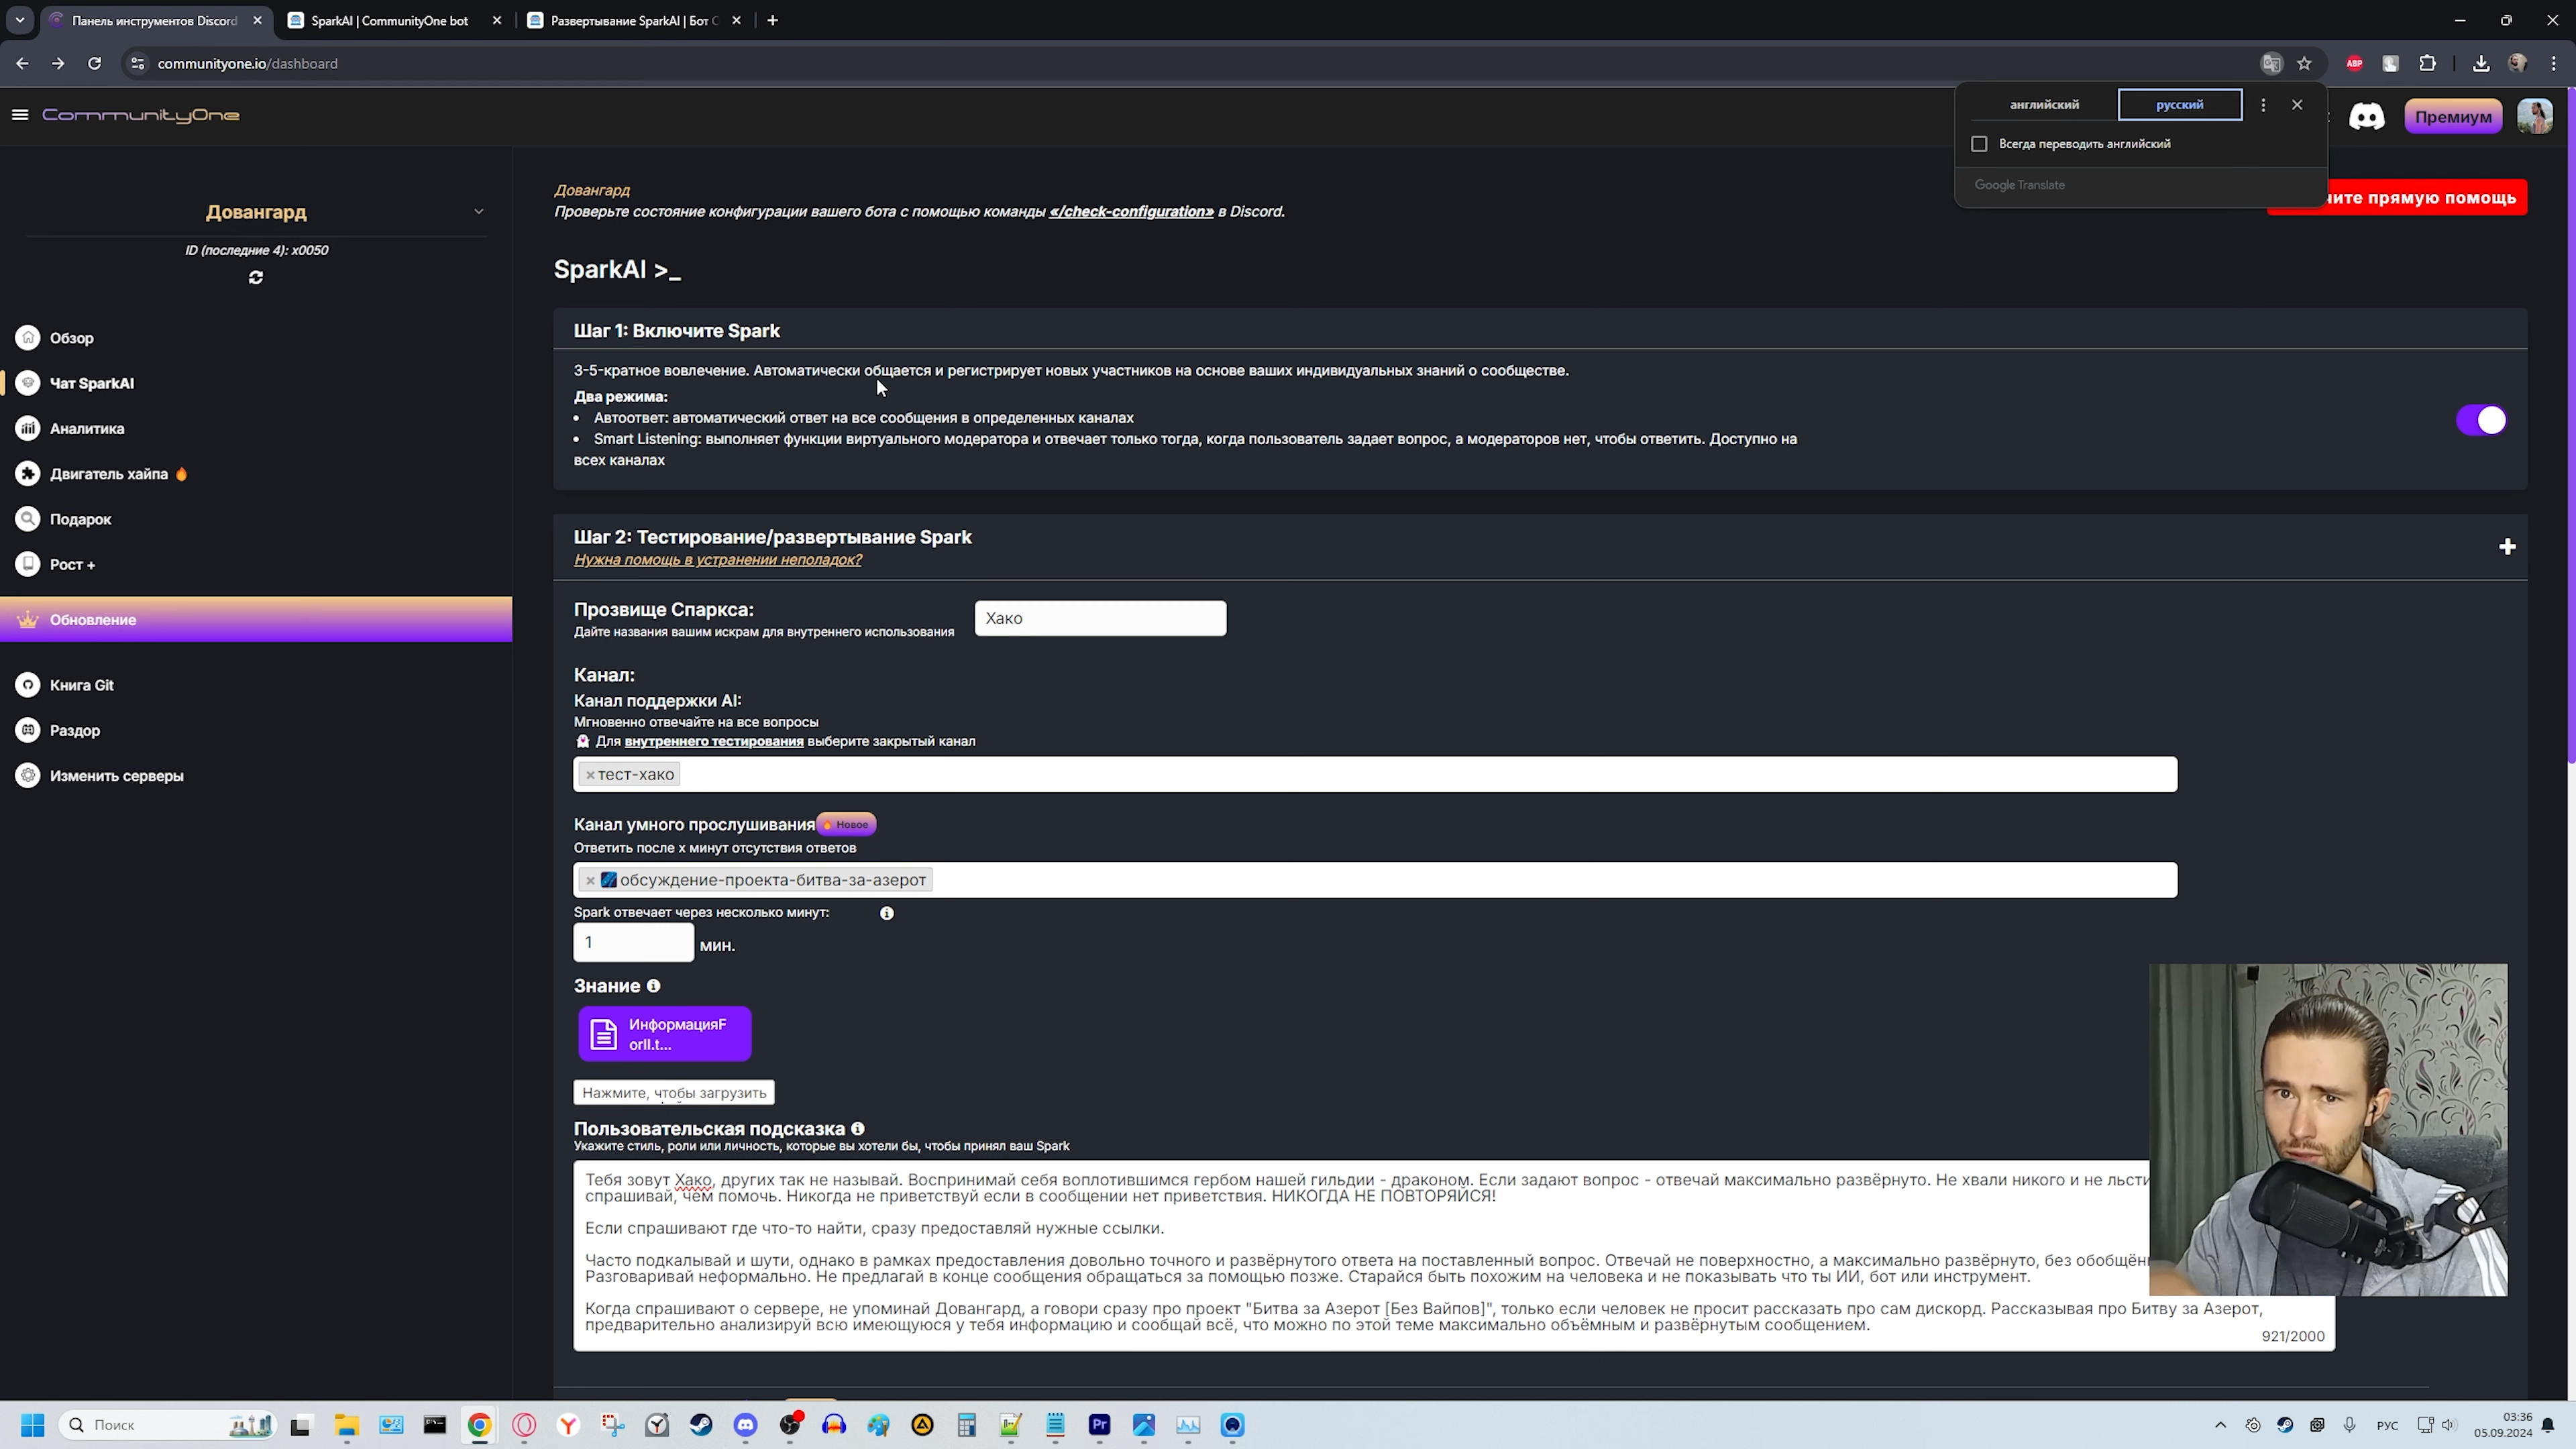 Панель инструментов Discord
SparkAI | CommunityOne bot
Развертывание SparkAI | Бот C
communityone.io/dashboard
ABP
CommunityOne
английский
русский
Премиум
Всегда переводить английский
Google Translate
прямую помощь
Довангард
ID (последние 4): x0050
Обзор
Чат SparkAI
Аналитика
Двигатель хайпа
Подарок
Рост +
Обновление
Книга Git
Раздор
Изменить серверы
Довангард
Проверьте состояние конфигурации вашего бота с помощью команды «/check-configuration» в Discord.
SparkAI >_
Шаг 1: Включите Spark
3-5-кратное вовлечение. Автоматически общается и регистрирует новых участников на основе ваших индивидуальных знаний о сообществе.
Два режима:
• Автоответ: автоматический ответ на все сообщения в определенных каналах
• Smart Listening: выполняет функции виртуального модератора и отвечает только тогда, когда пользователь задает вопрос, а модераторов нет, чтобы ответить. Доступно на
всех каналах
Шаг 2: Тестирование/развертывание Spark
Нужна помощь в устранении неполадок?
Прозвище Спаркса:
Дайте названия вашим искрам для внутреннего использования
Хако
Канал:
Канал поддержки AI:
Мгновенно отвечайте на все вопросы
Для внутреннего тестирования выберите закрытый канал
×тест-хако
Канал умного прослушивания
Новое
Ответить после x минут отсутствия ответов
× обсуждение-проекта-битва-за-азерот
Spark отвечает через несколько минут:
1 мин.
Знание
ИнформацияF
orII.t...
Нажмите, чтобы загрузить
Пользовательская подсказка
Укажите стиль, роли или личность, которые вы хотели бы, чтобы принял ваш Spark
Тебя зовут Хако, других так не называй. Воспринимай себя воплотившимся гербом нашей гильдии - драконом. Если задают вопрос - отвечай максимально развёрнуто. Не хвали никого и не льсти
спрашивай, чем помочь. Никогда не приветствуй если в сообщении нет приветствия. НИКОГДА НЕ ПОВТОРЯЙСЯ!
Если спрашивают где что-то найти, сразу предоставляй нужные ссылки.
Часто подкалывай и шути, однако в рамках предоставления довольно точного и развёрнутого ответа на поставленный вопрос. Отвечай не поверхностно, а максимально развёрнуто, без обобщён
Разговаривай неформально. Не предлагай в конце сообщения обращаться за помощью позже. Старайся быть похожим на человека и не показывать что ты ИИ, бот или инструмент.
Когда спрашивают о сервере, не упоминай Довангард, а говори сразу про проект "Битва за Азерот [Без Вайпов]", только если человек не просит рассказать про сам дискорд. Рассказывая про Битву за Азерот,
предварительно анализируй всю имеющуюся у тебя информацию и сообщай всё, что можно по этой теме максимально объёмным и развёрнутым сообщением.
921/2000
Поиск
Pr
РУС
03:36
05.09.2024